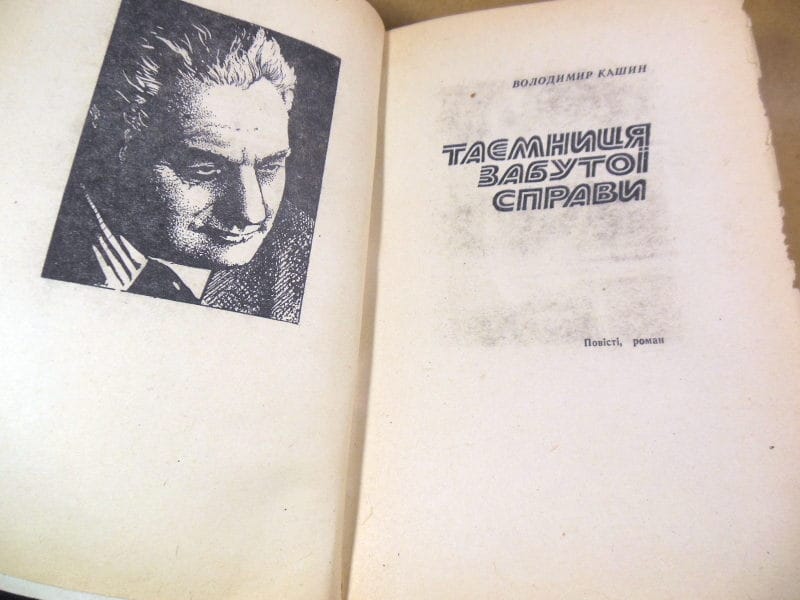 ВОЛОДИМИР КАШИН
ТАЄМНИЦЯ
ЗАБУТОЇ
СПРАВИ
Повісті, роман